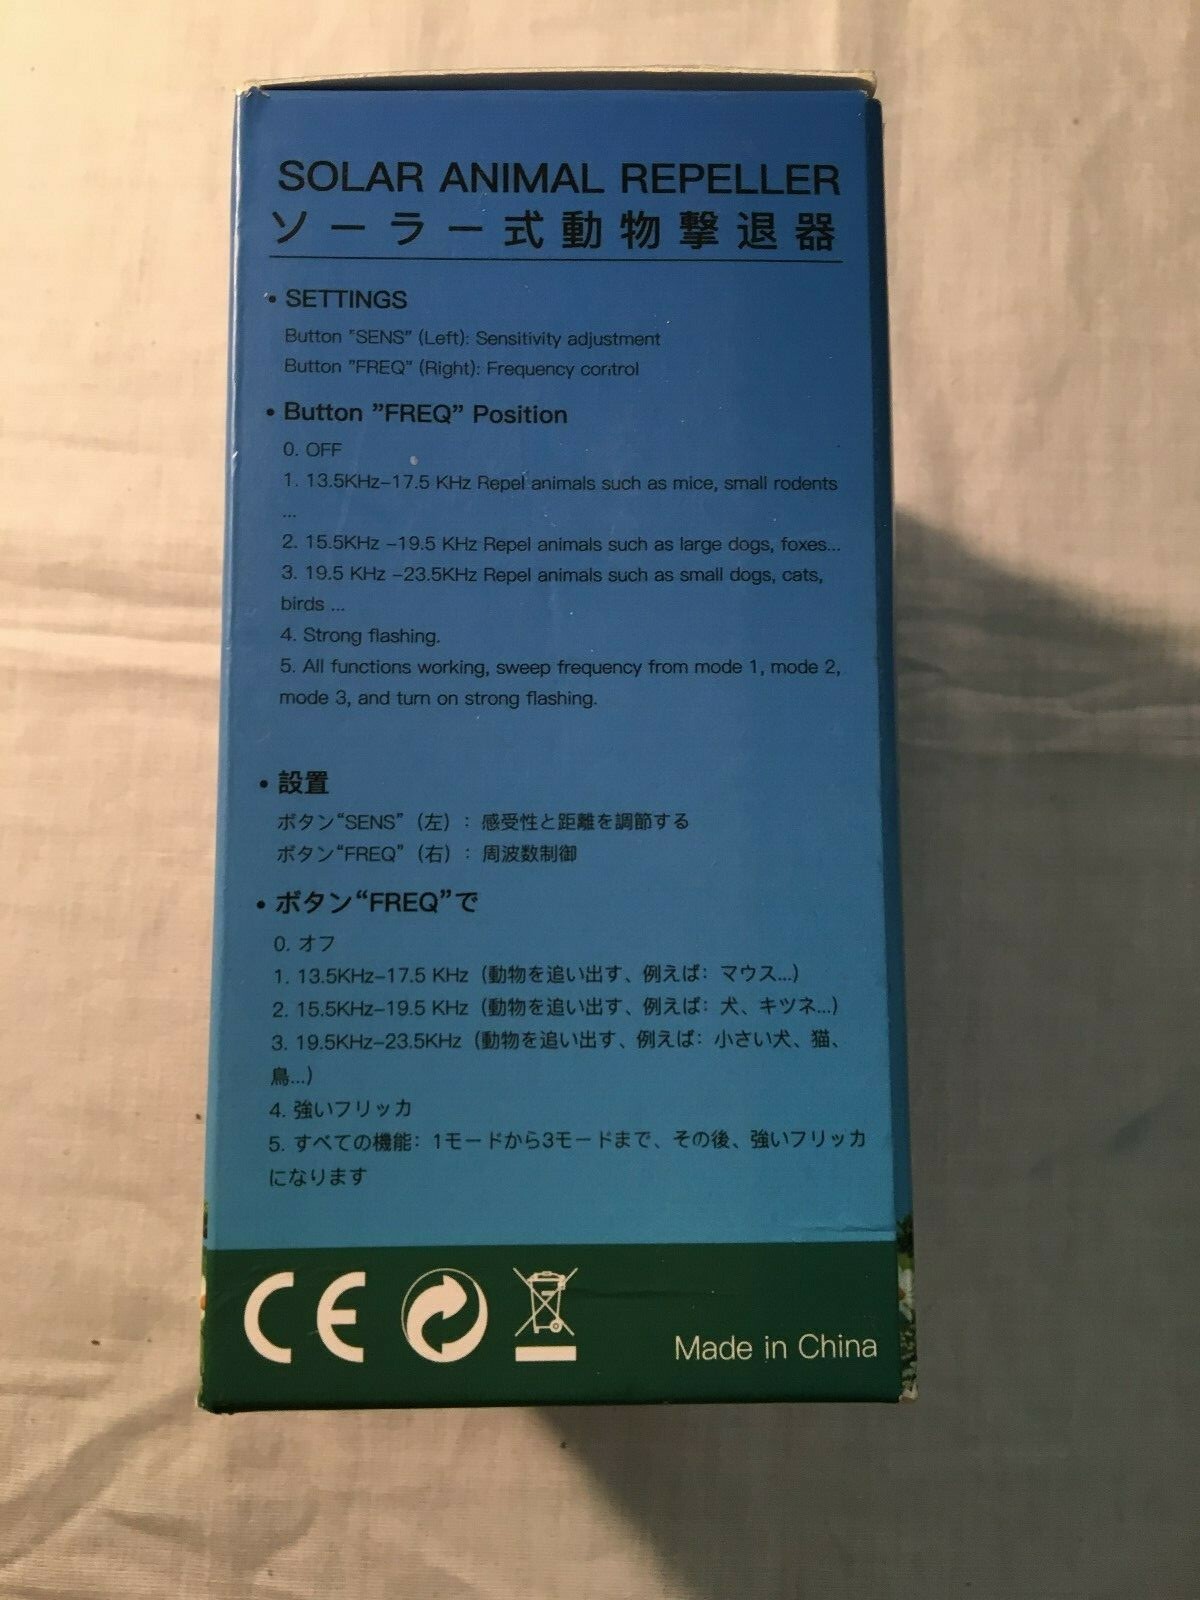 SOLAR ANIMAL REPELLER
ソーラー式動物撃退器
• SETTINGS
Button "SENS" (Left): Sensitivity adjustment
Button "FREQ" (Right): Frequency control
• Button "FREQ" Position
0. OFF
1. 13.5KHz-17.5 KHz Repel animals such as mice, small rodents
...
2. 15.5KHz -19.5 KHz Repel animals such as large dogs, foxes...
3. 19.5 KHz -23.5KHz Repel animals such as small dogs, cats,
birds ...
4. Strong flashing.
5. All functions working, sweep frequency from mode 1, mode 2,
mode 3, and turn on strong flashing.
• 設置
ボタン“SENS”（左）：感受性と距離を調節する
ボタン“FREQ”（右）：周波数制御
• ボタン“FREQ”で
0. オフ
1. 13.5KHz-17.5 KHz（動物を追い出す、例えば：マウス...)
2. 15.5KHz-19.5 KHz（動物を追い出す、例えば：犬、キツネ...)
3. 19.5KHz-23.5KHz（動物を追い出す、例えば：小さい犬、猫、
鳥...)
4. 強いフリッカ
5. すべての機能：1モードから3モードまで、その後、強いフリッカ
になります
CE
Made in China